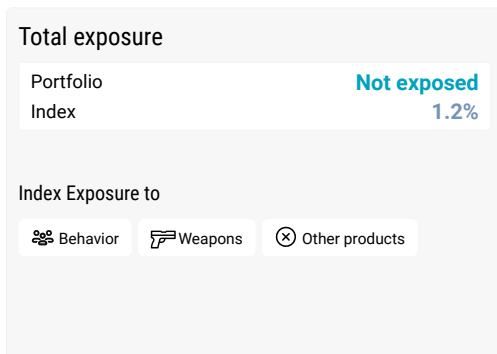 Total exposure
Portfolio Not exposed
Index 1.2%
Index Exposure to
Behavior Weapons Other products